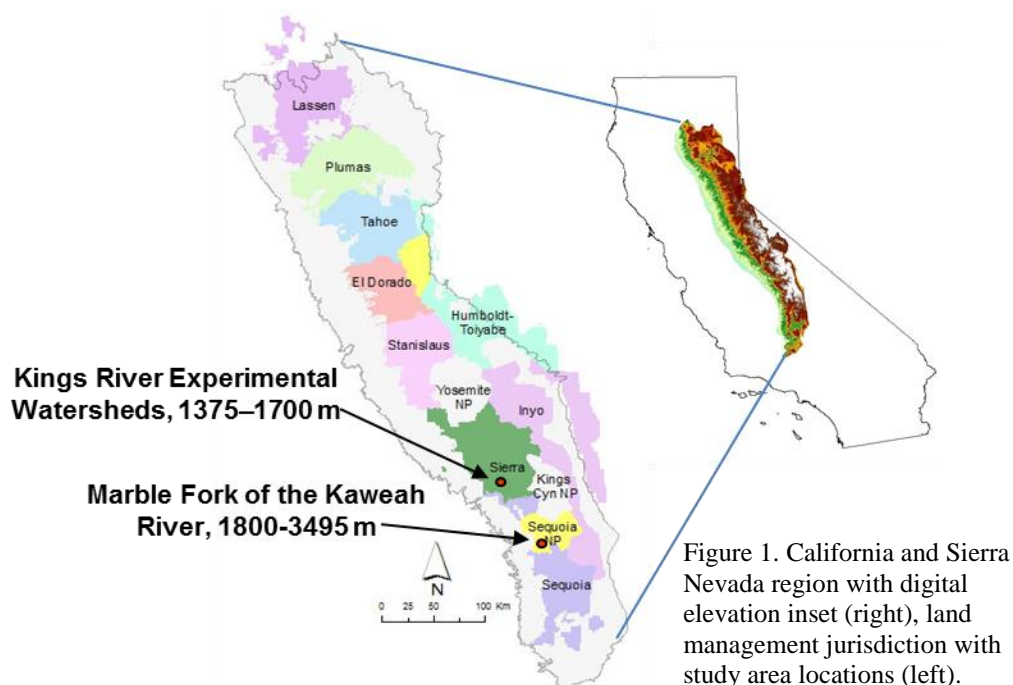 Lassen
Plumas
Tahoe
El Dorado
Humboldt-
Toiyabe
Stanislaus
Kings River Experimental
Watersheds, 1375–1700 m
Yosemite
NP
Inyo
Sierra
Kings
Cyn NP
Marble Fork of the Kaweah
River, 1800-3495 m
Sequoia
NP
Sequoia
N
0 25 50 100 Km
Figure 1. California and Sierra
Nevada region with digital
elevation inset (right), land
management jurisdiction with
study area locations (left).